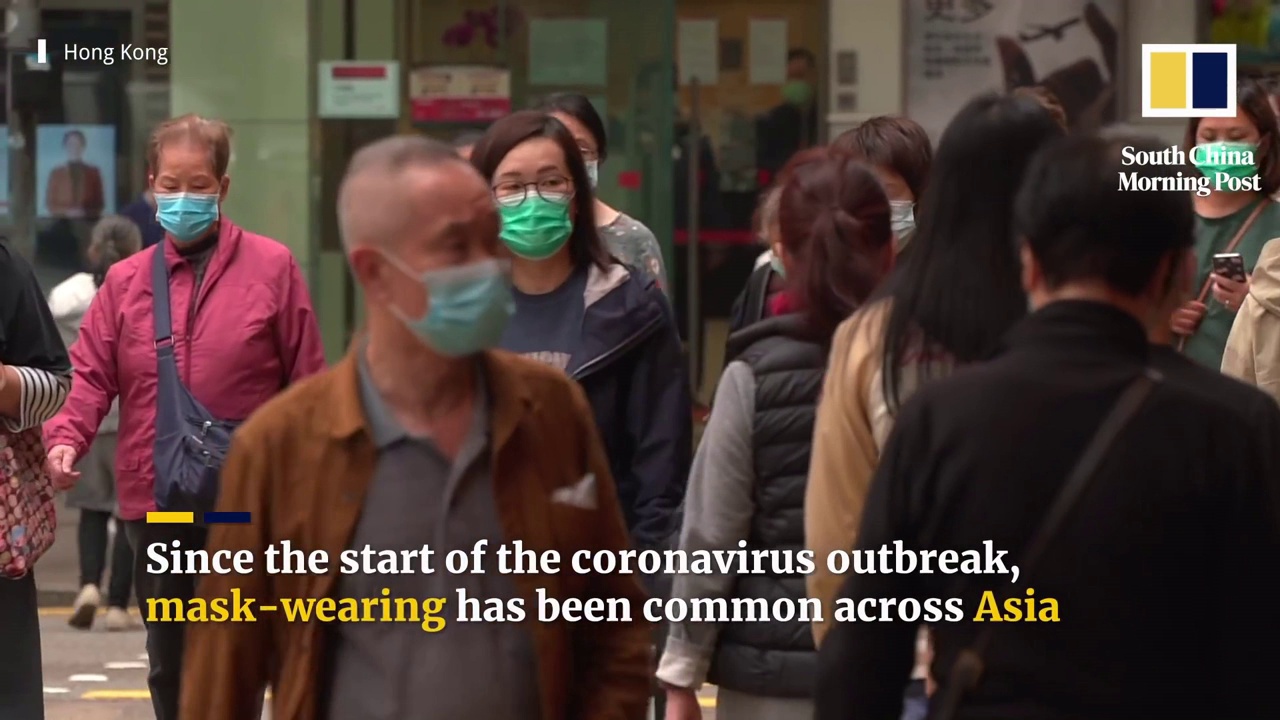 Hong Kong
South China
Morning Post
Since the start of the coronavirus outbreak,
mask-wearing has been common across Asia